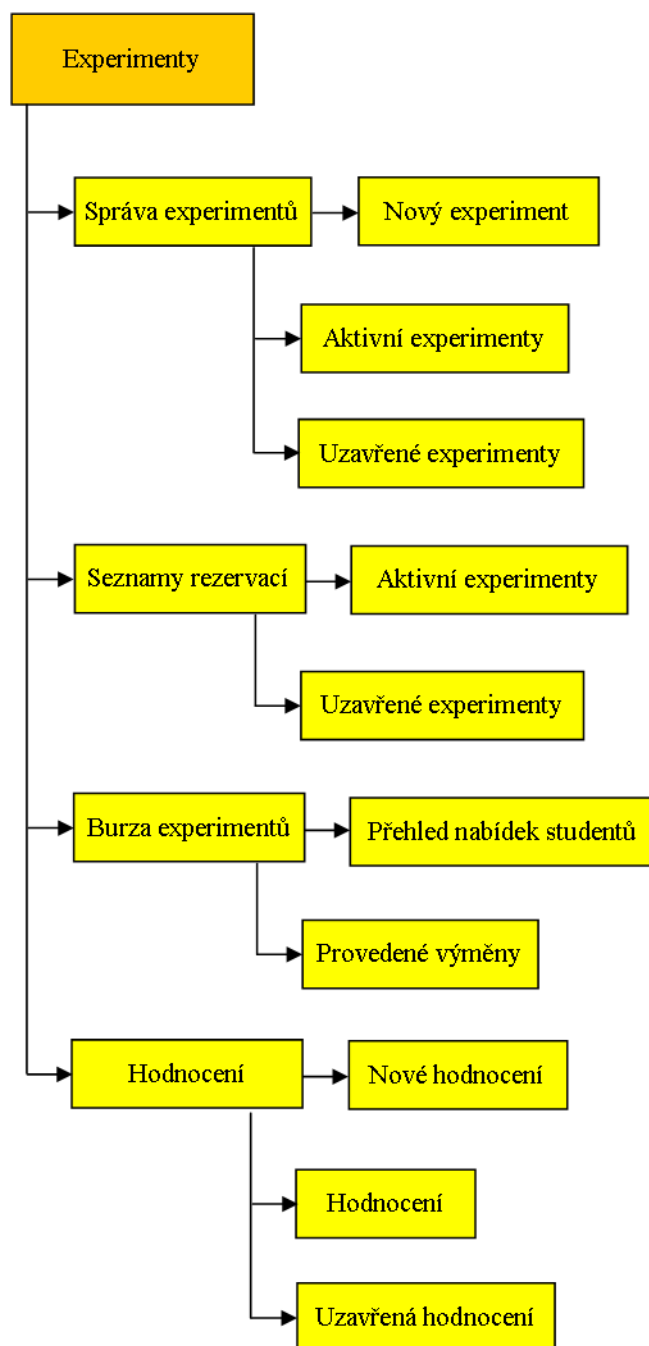 Experimenty
Správa experimentů
Nový experiment
Aktivní experimenty
Uzavřené experimenty
Seznamy rezervací
Aktivní experimenty
Uzavřené experimenty
Burza experimentů
Přehled nabídek studentů
Provedené výměny
Hodnocení
Nové hodnocení
Hodnocení
Uzavřená hodnocení